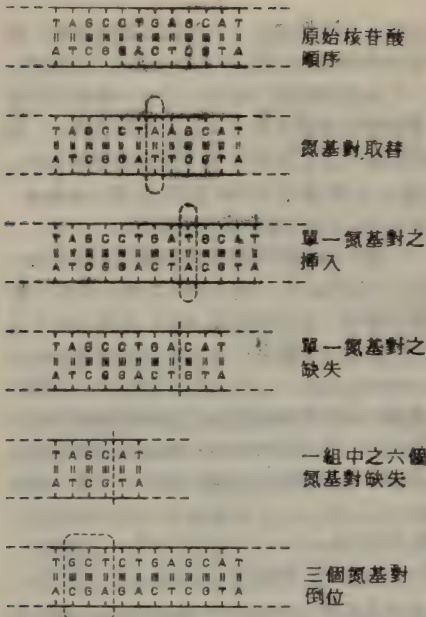 T A G C C T G A G C A T
A T C G G A C T C G T A
原始核苷酸
順序
T A G C C T A A G C A T
A T C G G A T T C G T A
氮基對取替
T A G C C T G A T G C A T
A T C G G A C T A C G T A
單一氮基對之
挿入
T A G C C T G A C A T
A T C G G A C T G T A
單一氮基對之
缺失
T A G C A T
A T C G T A
一組中之六個
氮基對缺失
T G C T C T G A G C A T
A C G A G A C T C G T A
三個氮基對
倒位